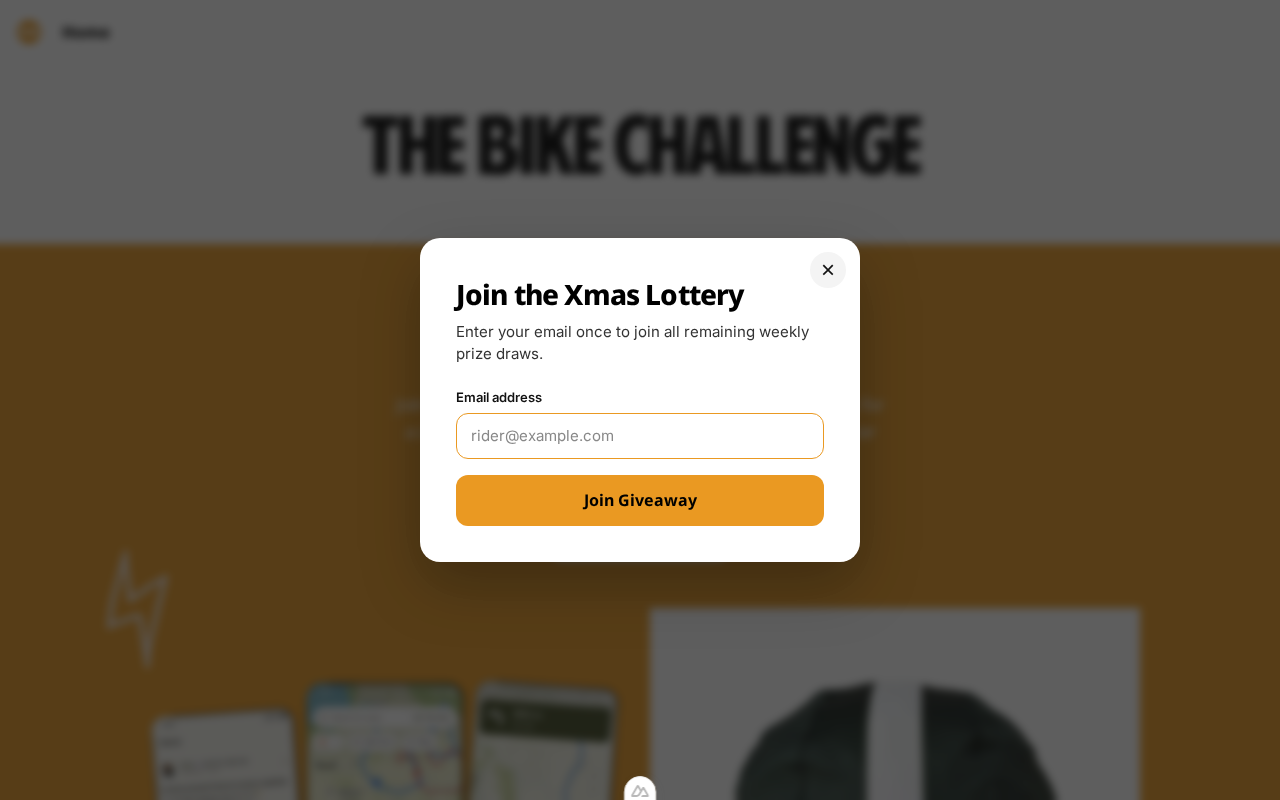 Home
THE BIKE CHALLENGE
Join the Xmas Lottery
Enter your email once to join all remaining weekly
prize draws.
Email address
rider@example.com
Join Giveaway